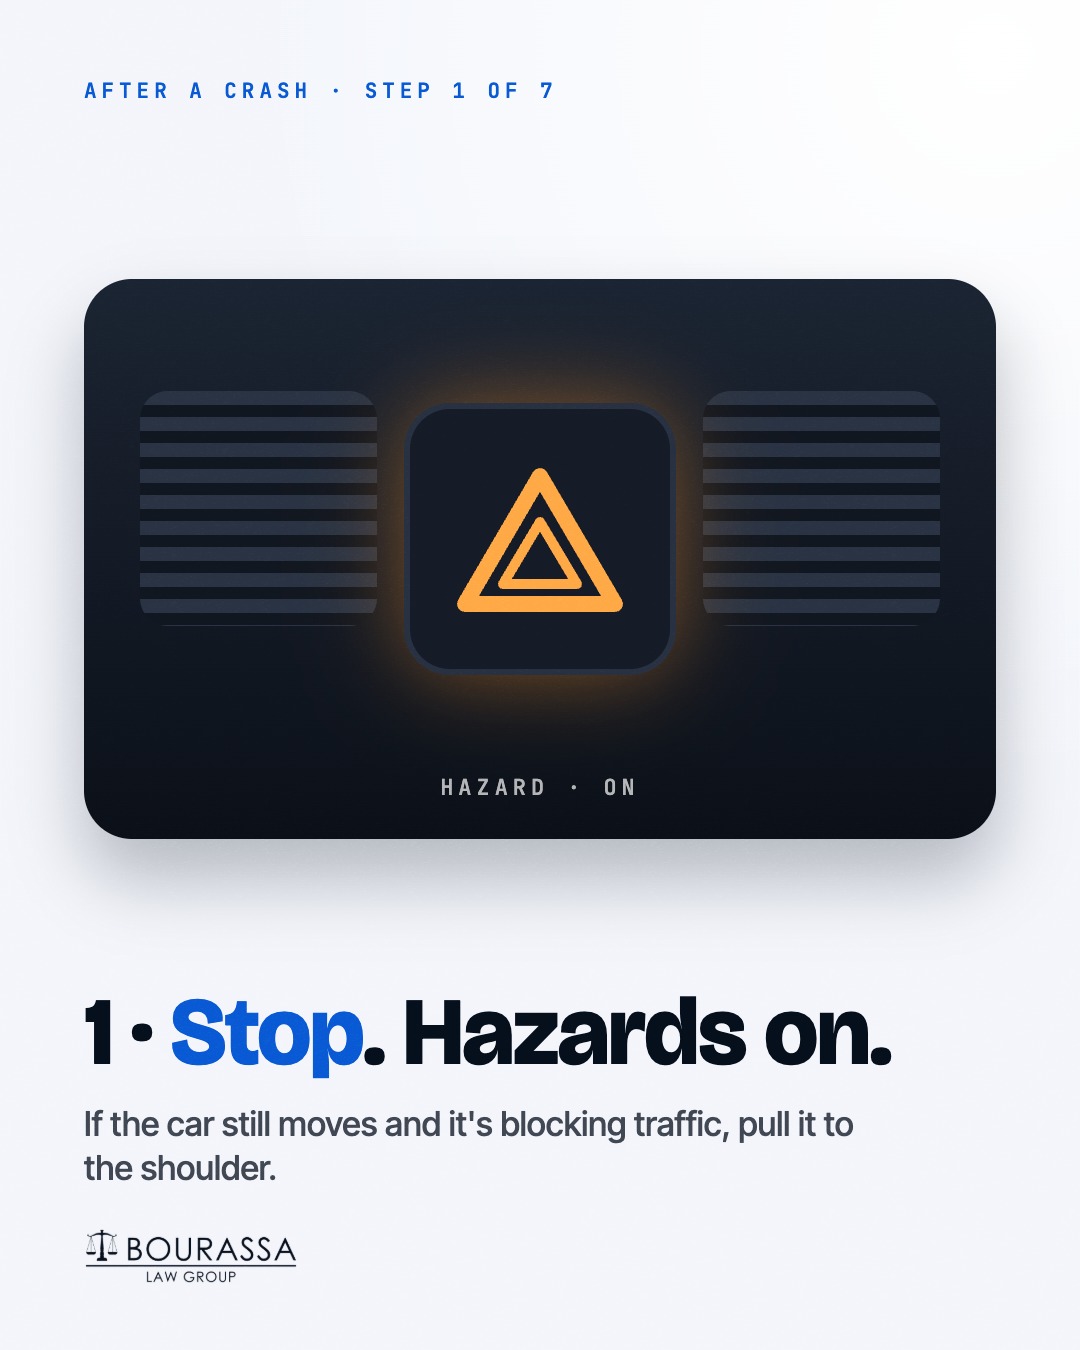 AFTER A CRASH · STEP 1 OF 7
HAZARD · ON
1 · Stop. Hazards on.
If the car still moves and it's blocking traffic, pull it to
the shoulder.
BOURASSA
LAW GROUP